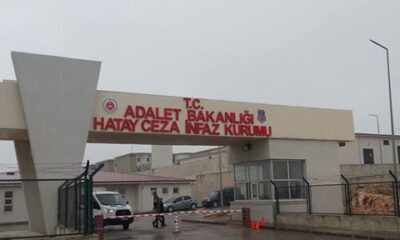 T.C.
ADALET BAKANLIĞI
HATAY CEZA İNFAZ KURUMU